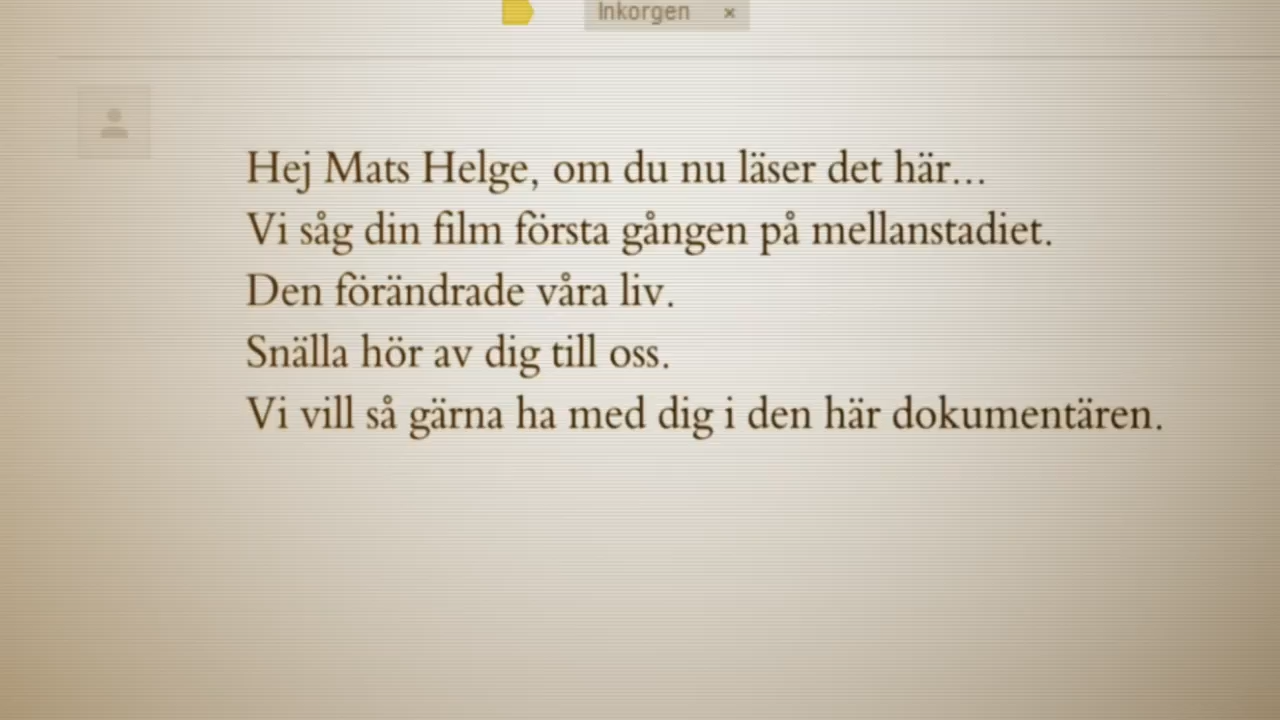 Inkorgen ×
Hej Mats Helge, om du nu läser det här...
Vi såg din film första gången på mellanstadiet.
Den förändrade våra liv.
Snälla hör av dig till oss.
Vi vill så gärna ha med dig i den här dokumentären.